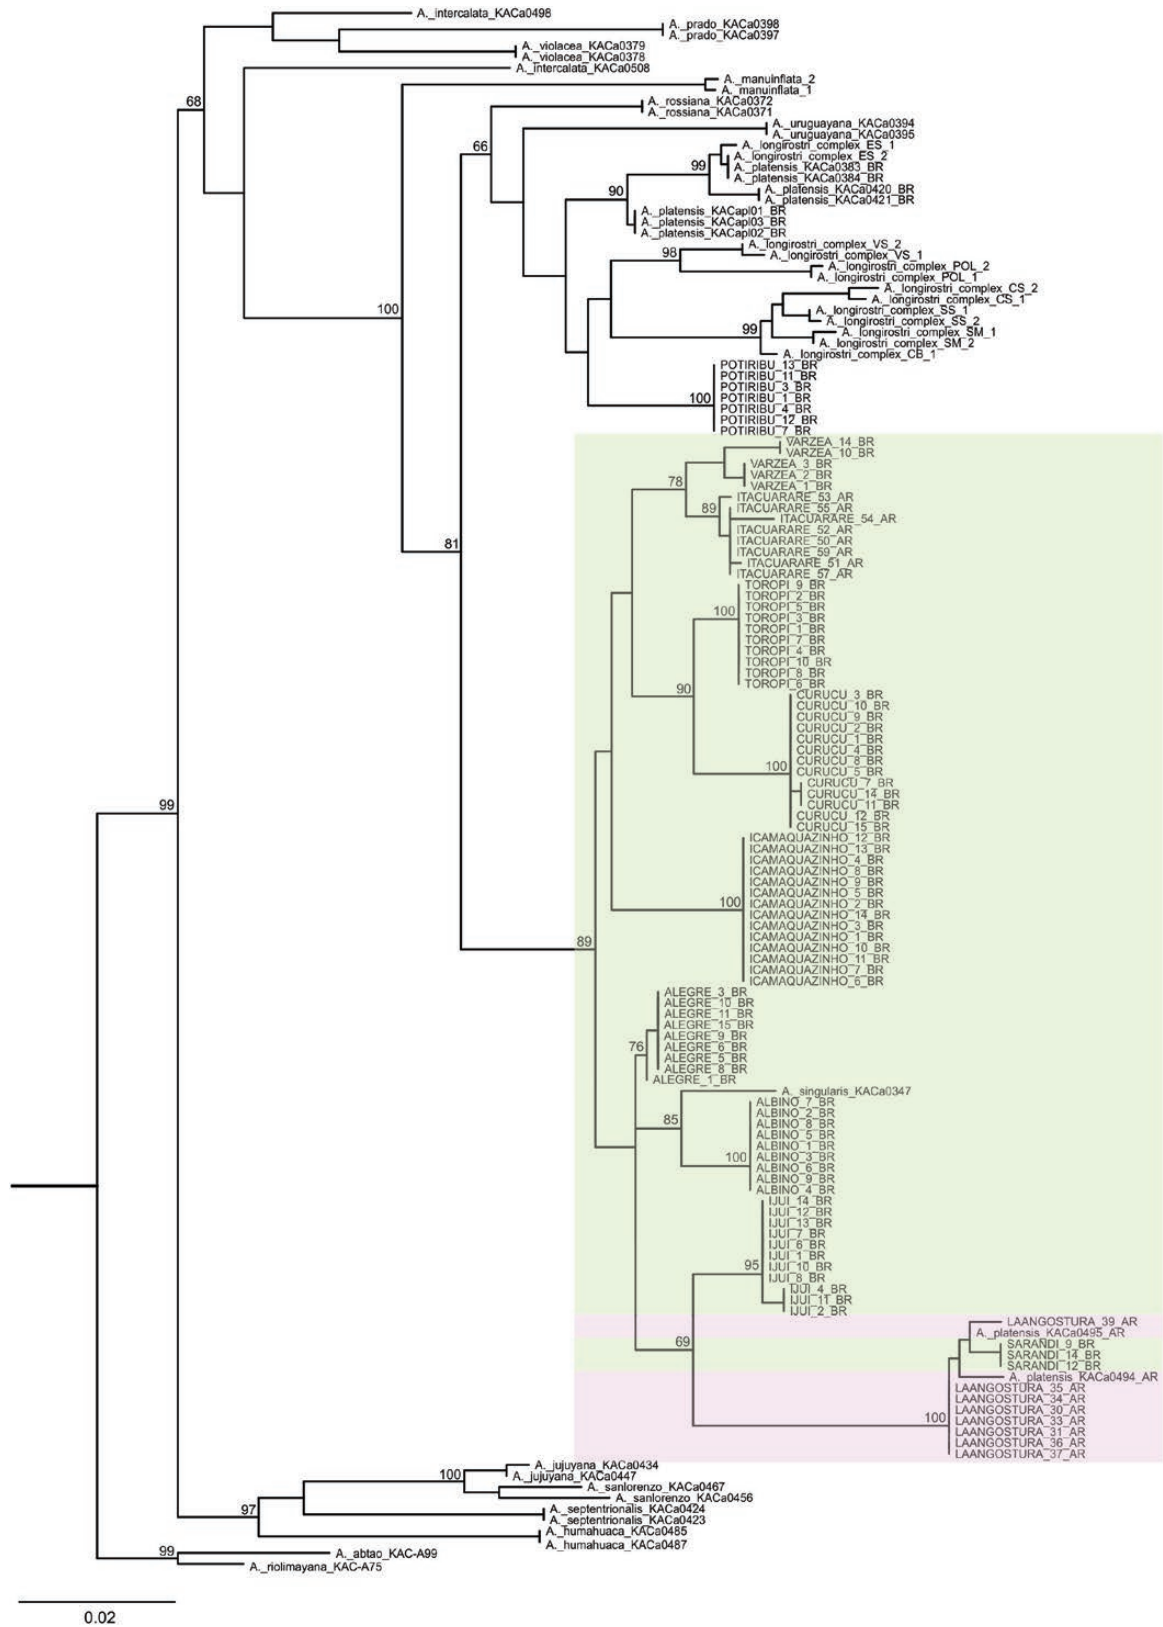 A._intercalata_KACa0498
A._prado_KACa0398
A._prado_KACa0397
A._violacea_KACa0379
A._violacea_KACa0378
A._intercalata_KACa0508
68
A._manuinflata_2
A._manuinflata_1
A._rossiana_KACa0372
A._rossiana_KACa0371
A._uruguayana_KACa0394
A._uruguayana_KACa0395
66
A._longirostri_complex_ES_1
A._longirostri_complex_ES_2
99
A._platensis_KACa0383_BR
A._platensis_KACa0384_BR
90
A._platensis_KACa0420_BR
A._platensis_KACa0421_BR
A._platensis_KACapl01_BR
A._platensis_KACapl03_BR
A._platensis_KACapl02_BR
A._longirostri_complex_VS_2
98
A._longirostri_complex_VS_1
A._longirostri_complex_POL_2
A._longirostri_complex_POL_1
A._longirostri_complex_CS_2
A._longirostri_complex_CS_1
100
A._longirostri_complex_SS_1
A._longirostri_complex_SS_2
99
A._longirostri_complex_SM_1
A._longirostri_complex_SM_2
A._longirostri_complex_CB_1
POTIRIBU_13_BR
POTIRIBU_11_BR
POTIRIBU_3_BR
100
POTIRIBU_1_BR
POTIRIBU_4_BR
POTIRIBU_12_BR
POTIRIBU_7_BR
VARZEA_14_BR
VARZEA_10_BR
VARZEA_3_BR
VARZEA_2_BR
78
VARZEA_1_BR
ITACUARARE_53_AR
89
ITACUARARE_55_AR
ITACUARARE_54_AR
ITACUARARE_52_AR
81
ITACUARARE_50_AR
ITACUARARE_59_AR
ITACUARARE_51_AR
ITACUARARE_57_AR
TOROPI_9_BR
TOROPI_2_BR
TOROPI_5_BR
100
TOROPI_3_BR
TOROPI_1_BR
TOROPI_7_BR
TOROPI_4_BR
TOROPI_10_BR
TOROPI_8_BR
TOROPI_6_BR
90
CURUCU_3_BR
CURUCU_10_BR
CURUCU_9_BR
CURUCU_2_BR
CURUCU_1_BR
CURUCU_4_BR
CURUCU_8_BR
100
CURUCU_5_BR
CURUCU_7_BR
CURUCU_14_BR
99
CURUCU_11_BR
CURUCU_12_BR
CURUCU_15_BR
ICAMAQUAZINHO_12_BR
ICAMAQUAZINHO_13_BR
ICAMAQUAZINHO_4_BR
ICAMAQUAZINHO_8_BR
ICAMAQUAZINHO_9_BR
ICAMAQUAZINHO_5_BR
100
ICAMAQUAZINHO_2_BR
ICAMAQUAZINHO_14_BR
ICAMAQUAZINHO_3_BR
ICAMAQUAZINHO_1_BR
89
ICAMAQUAZINHO_10_BR
ICAMAQUAZINHO_11_BR
ICAMAQUAZINHO_7_BR
ICAMAQUAZINHO_6_BR
ALEGRE_3_BR
ALEGRE_10_BR
ALEGRE_11_BR
ALEGRE_15_BR
ALEGRE_9_BR
76
ALEGRE_6_BR
ALEGRE_5_BR
ALEGRE_8_BR
ALEGRE_1_BR
A._singularis_KACa0347
ALBINO_7_BR
85
ALBINO_2_BR
ALBINO_8_BR
ALBINO_5_BR
ALBINO_1_BR
100
ALBINO_3_BR
ALBINO_6_BR
ALBINO_9_BR
ALBINO_4_BR
IJUI_14_BR
IJUI_12_BR
IJUI_13_BR
IJUI_7_BR
IJUI_6_BR
IJUI_1_BR
95
IJUI_10_BR
IJUI_8_BR
IJUI_4_BR
IJUI_11_BR
IJUI_2_BR
LAANGOSTURA_39_AR
A._platensis_KACa0495_AR
69
SARANDI_9_BR
SARANDI_14_BR
SARANDI_12_BR
A._platensis_KACa0494_AR
LAANGOSTURA_35_AR
LAANGOSTURA_34_AR
LAANGOSTURA_30_AR
100
LAANGOSTURA_33_AR
LAANGOSTURA_31_AR
LAANGOSTURA_36_AR
LAANGOSTURA_37_AR
A._jujuyana_KACa0434
100
A._jujuyana_KACa0447
A._sanlorenzo_KACa0467
A._sanlorenzo_KACa0456
97
A._septentrionalis_KACa0424
A._septentrionalis_KACa0423
A._humahuaca_KACa0485
A._humahuaca_KACa0487
99
A._abtao_KAC-A99
A._riolimayana_KAC-A75
0.02